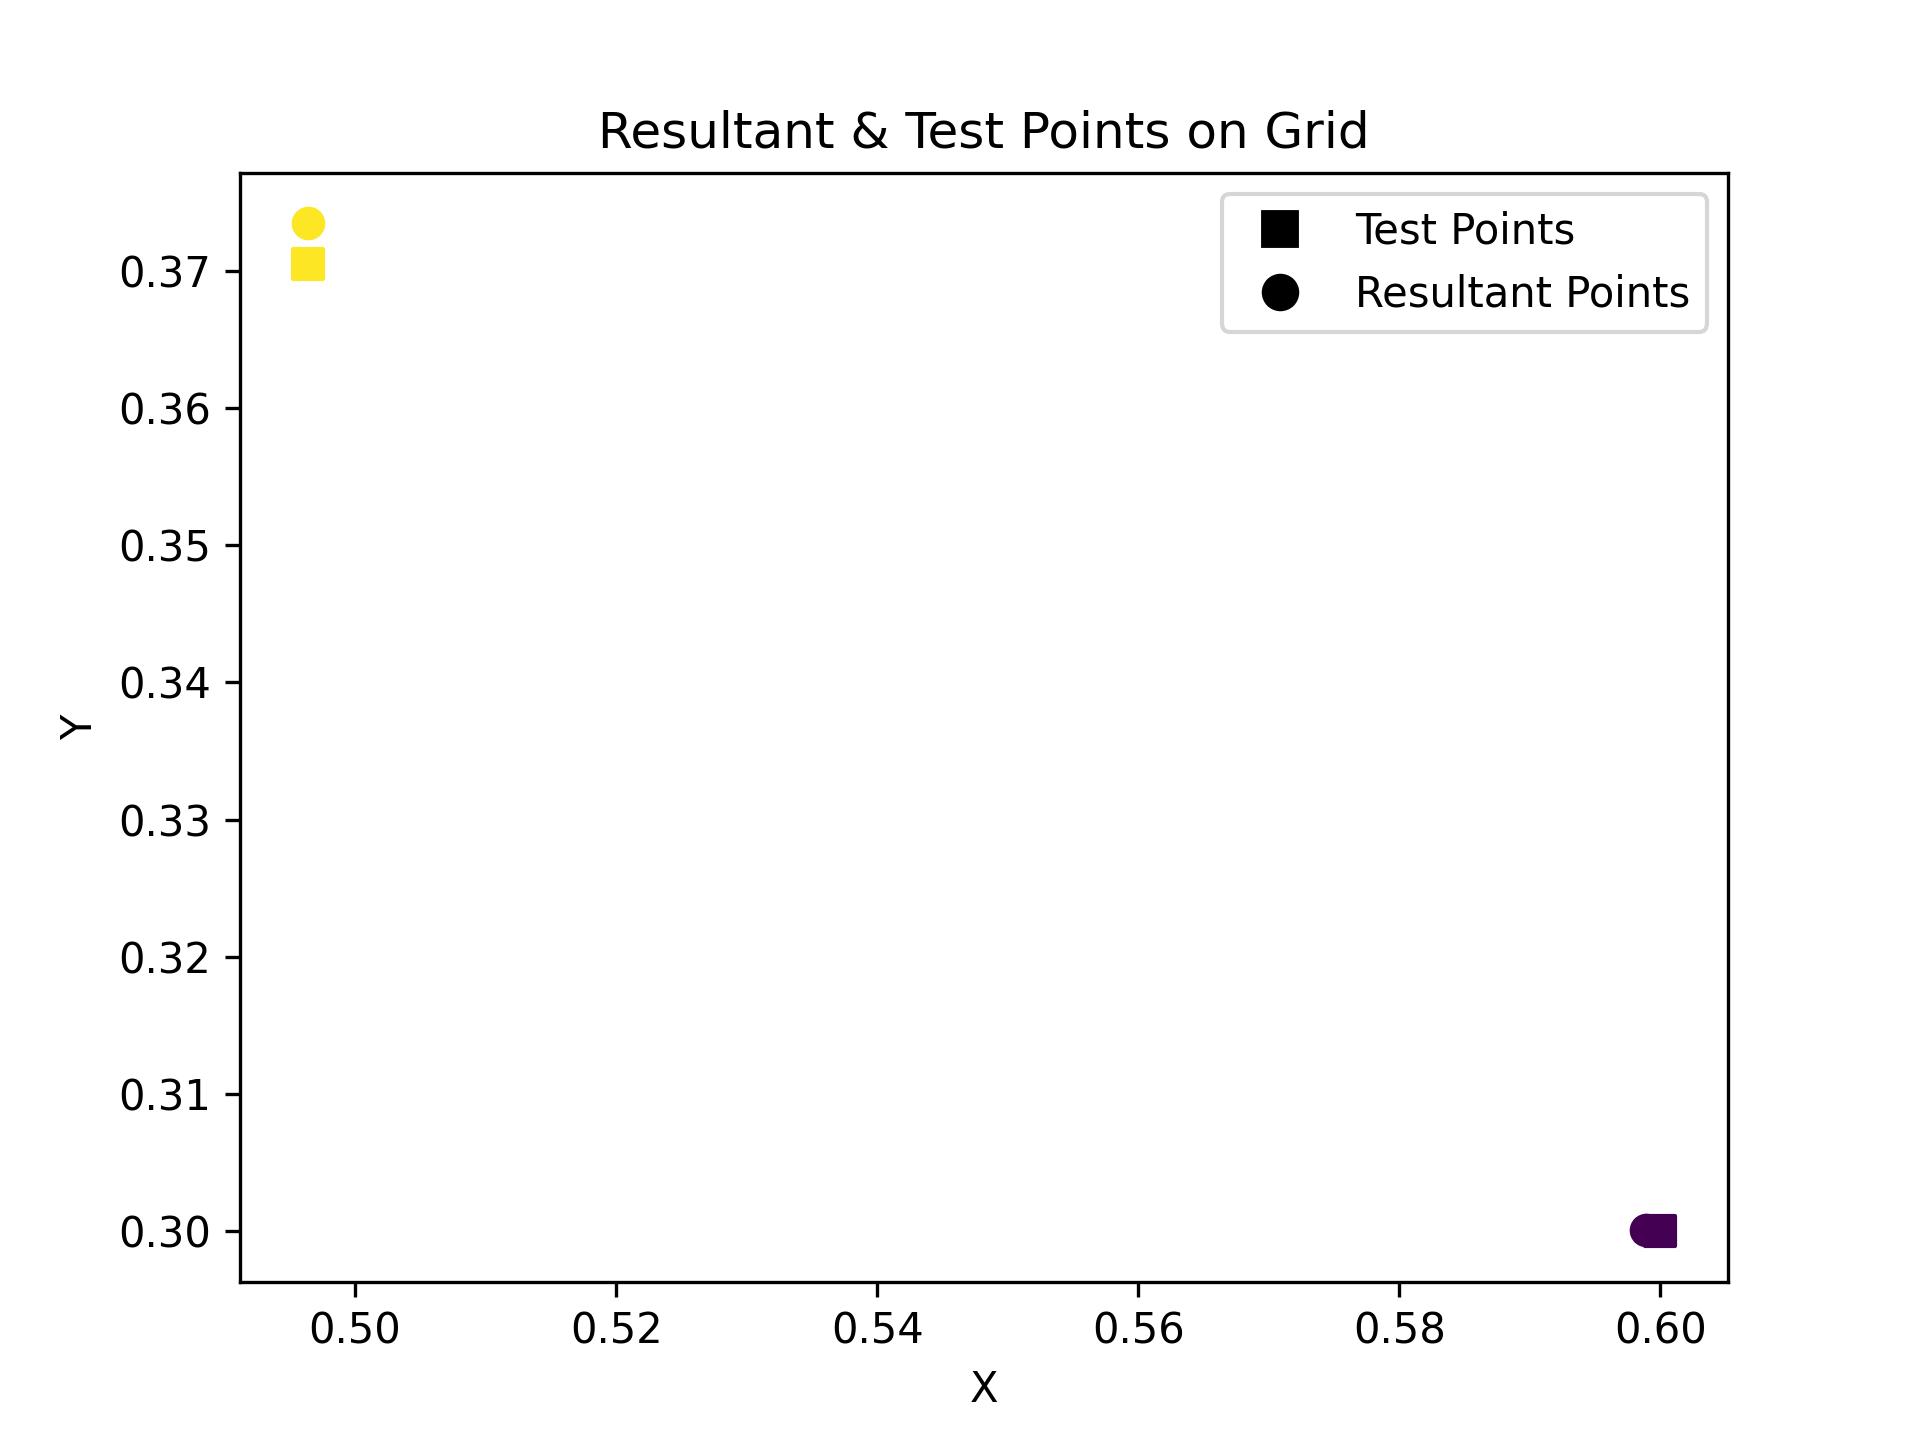 Resultant & Test Points on Grid
Test Points
Resultant Points
0.37
0.36
0.35
0.34
0.33
0.32
0.31
0.30
Y
0.50 0.52 0.54 0.56 0.58 0.60
X